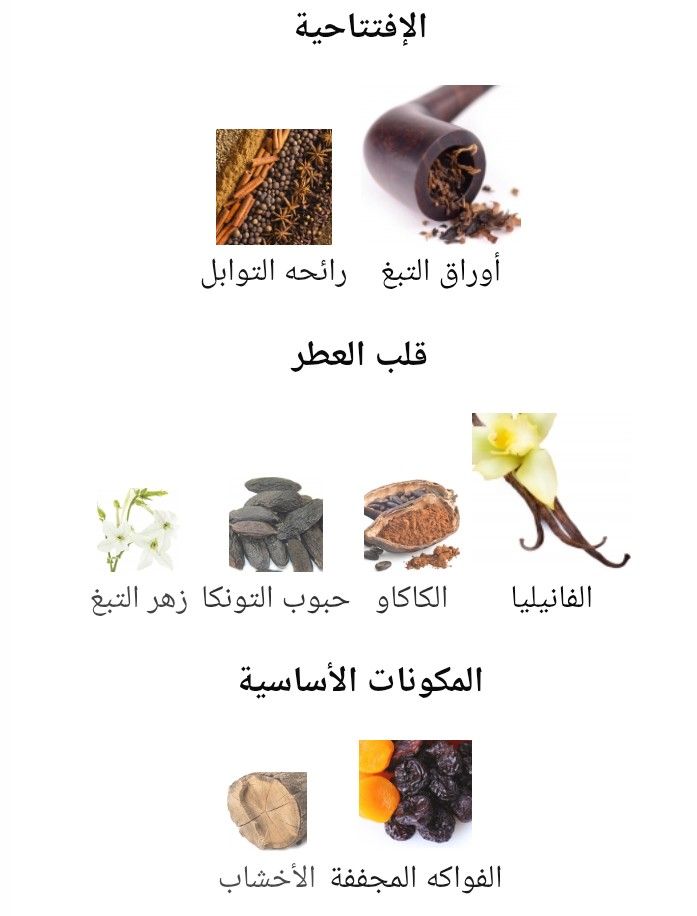 الإفتتاحية
أوراق التبغ رائحه التوابل
قلب العطر
الفانيليا الكاكاو حبوب التونكا زهر التبغ
المكونات الأساسية
الفواكه المجففة الأخشاب